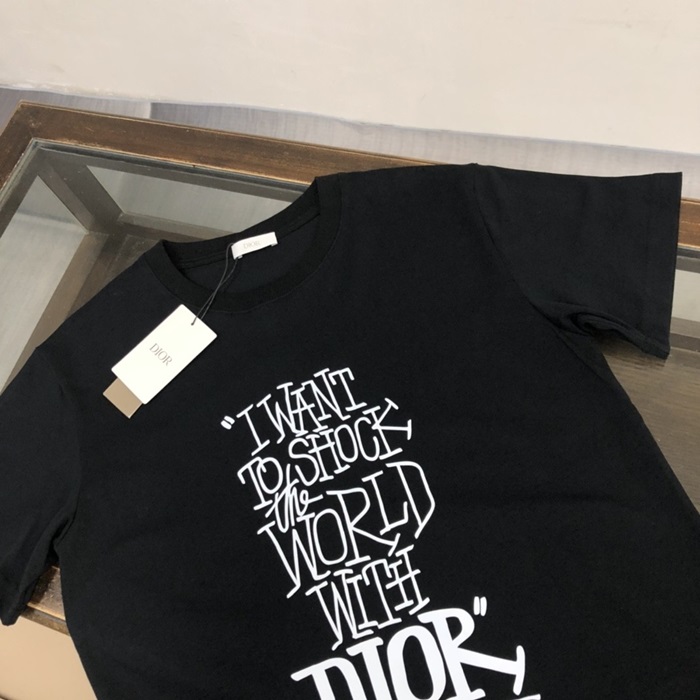 DIOR
DIOR
"I WANT
TO SHOCK
the
WORLD
WITH
DIOR"